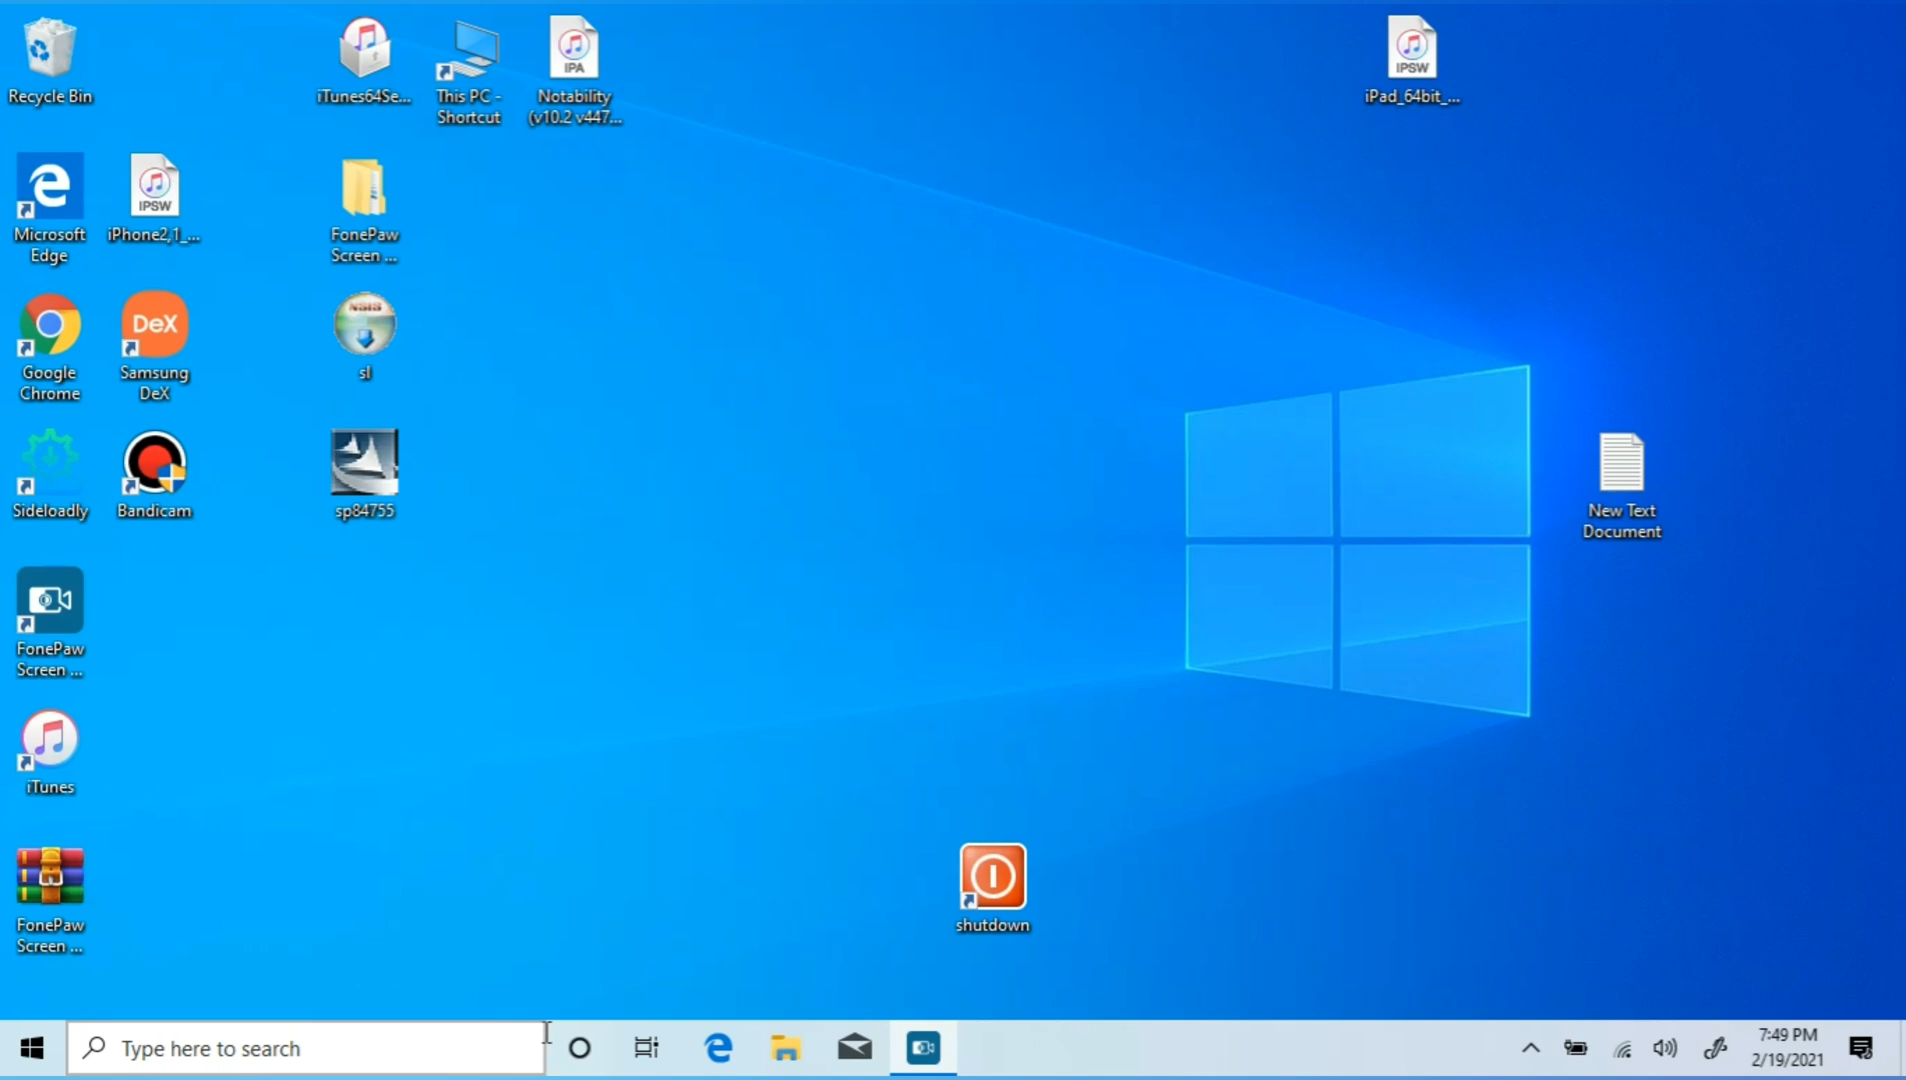 Recycle Bin
iTunes64Se...
This PC -
Shortcut
IPA
Notability
(v10.2 v447...
IPSW
iPad_64bit_...
Microsoft
Edge
IPSW
iPhone2,1_...
FonePaw
Screen ...
Google
Chrome
DeX
Samsung
DeX
NSIS
sl
Sideloadly
Bandicam
sp84755
New Text
Document
FonePaw
Screen ...
iTunes
FonePaw
Screen ...
shutdown
Type here to search
7:49 PM
2/19/2021